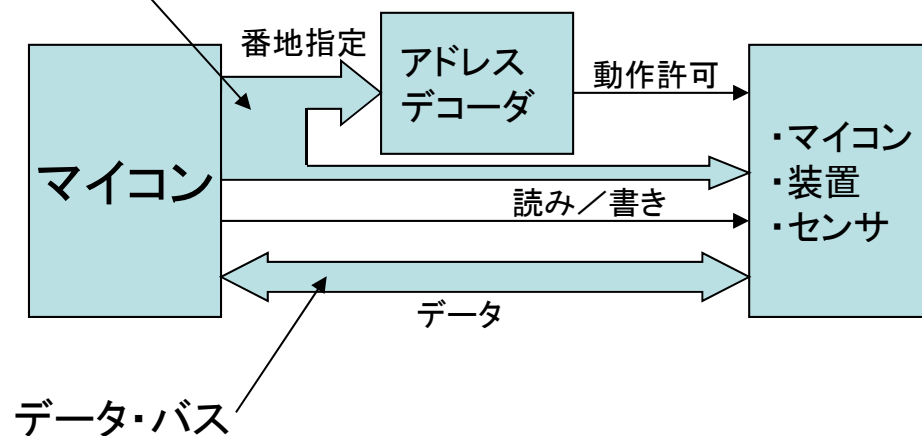 番地指定
アドレス
デコーダ
動作許可
マイコン
・マイコン
・装置
・センサ
読み／書き
データ
データ・バス